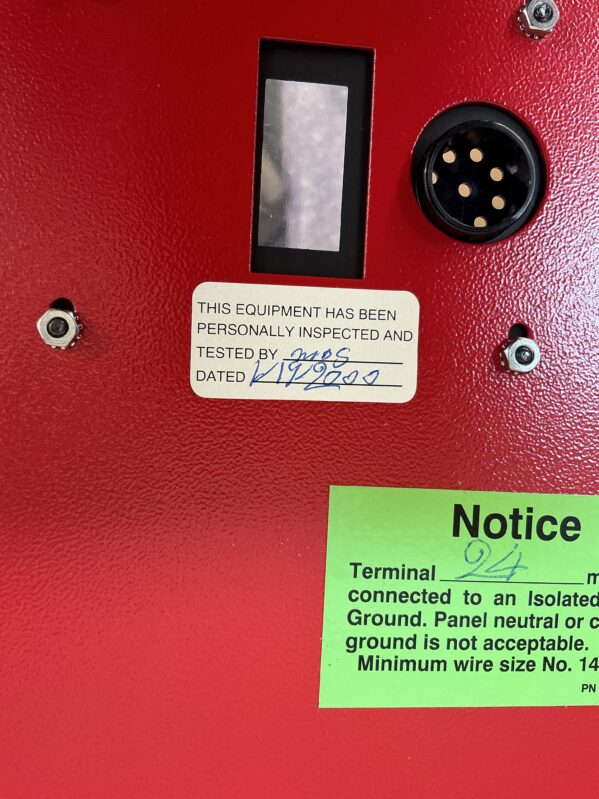 THIS EQUIPMENT HAS BEEN
PERSONALLY INSPECTED AND
TESTED BY
DATED
Notice
Terminal 24 m
connected to an Isolated
Ground. Panel neutral or c
ground is not acceptable.
Minimum wire size No. 14
PN